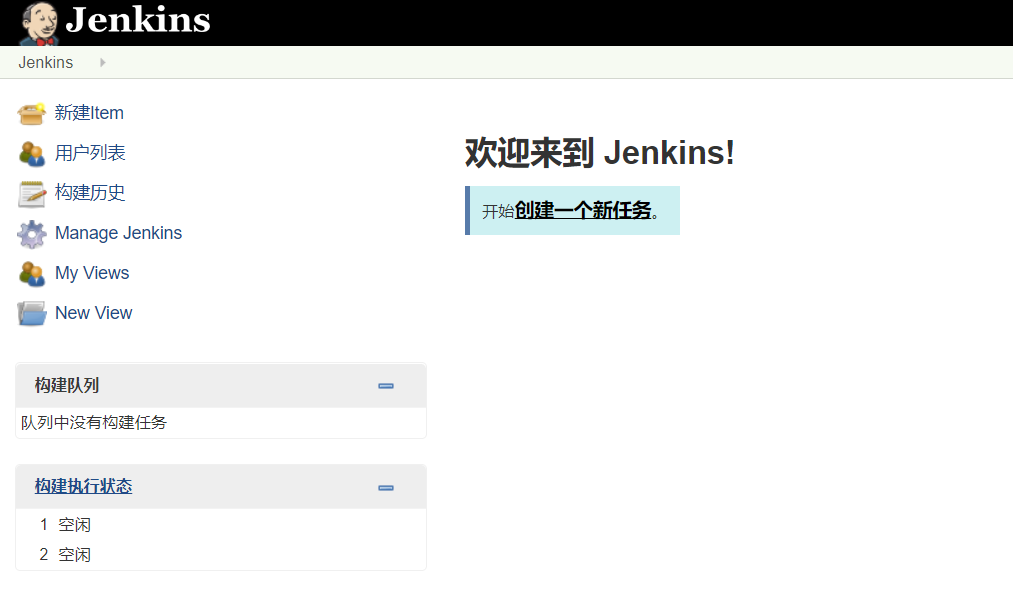 Jenkins
Jenkins
新建Item
用户列表
构建历史
Manage Jenkins
My Views
New View
欢迎来到 Jenkins!
开始创建一个新任务。
构建队列
队列中没有构建任务
构建执行状态
1 空闲
2 空闲